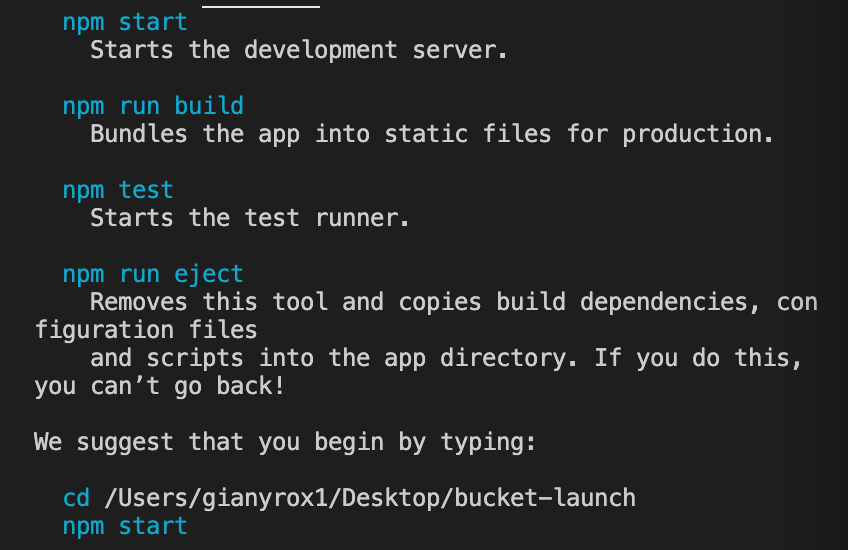 npm start
Starts the development server.
npm run build
Bundles the app into static files for production.
npm test
Starts the test runner.
npm run eject
Removes this tool and copies build dependencies, con
figuration files
and scripts into the app directory. If you do this,
you can’t go back!
We suggest that you begin by typing:
cd /Users/gianyrox1/Desktop/bucket-launch
npm start